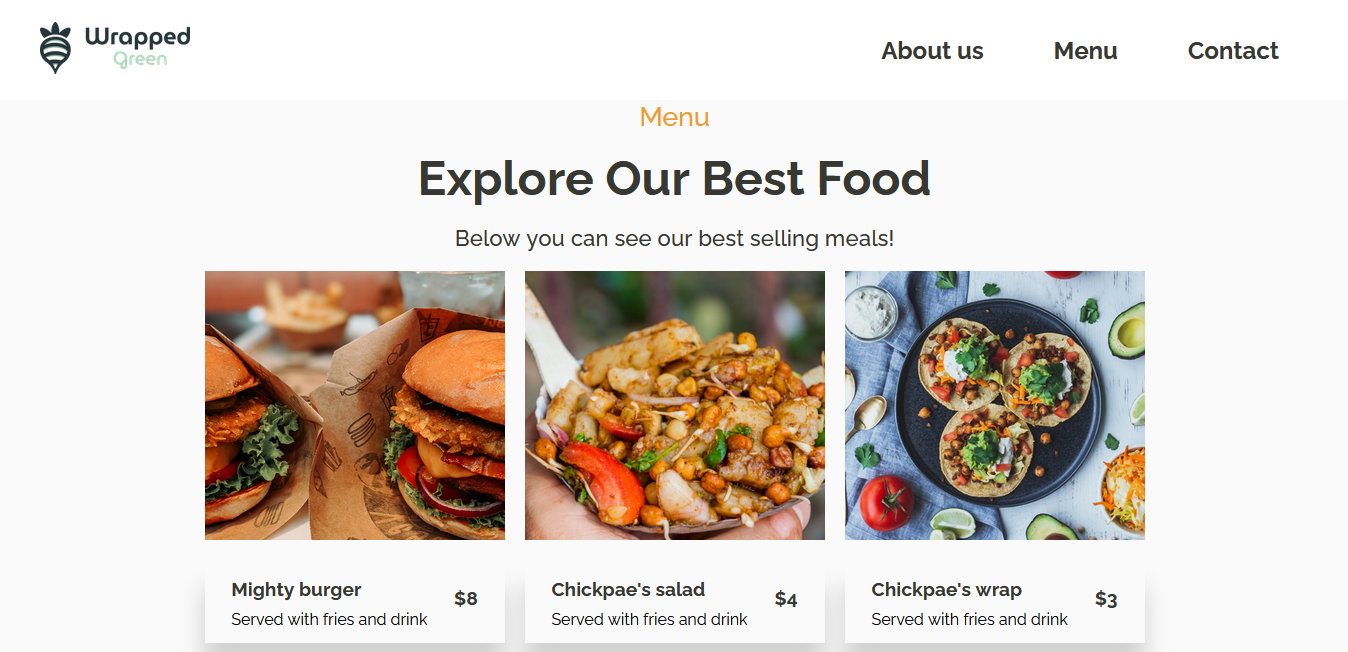 Wrapped
green
About us Menu Contact
Menu
Explore Our Best Food
Below you can see our best selling meals!
Mighty burger
$8
Served with fries and drink
Chickpae's salad
$4
Served with fries and drink
Chickpae's wrap
$3
Served with fries and drink